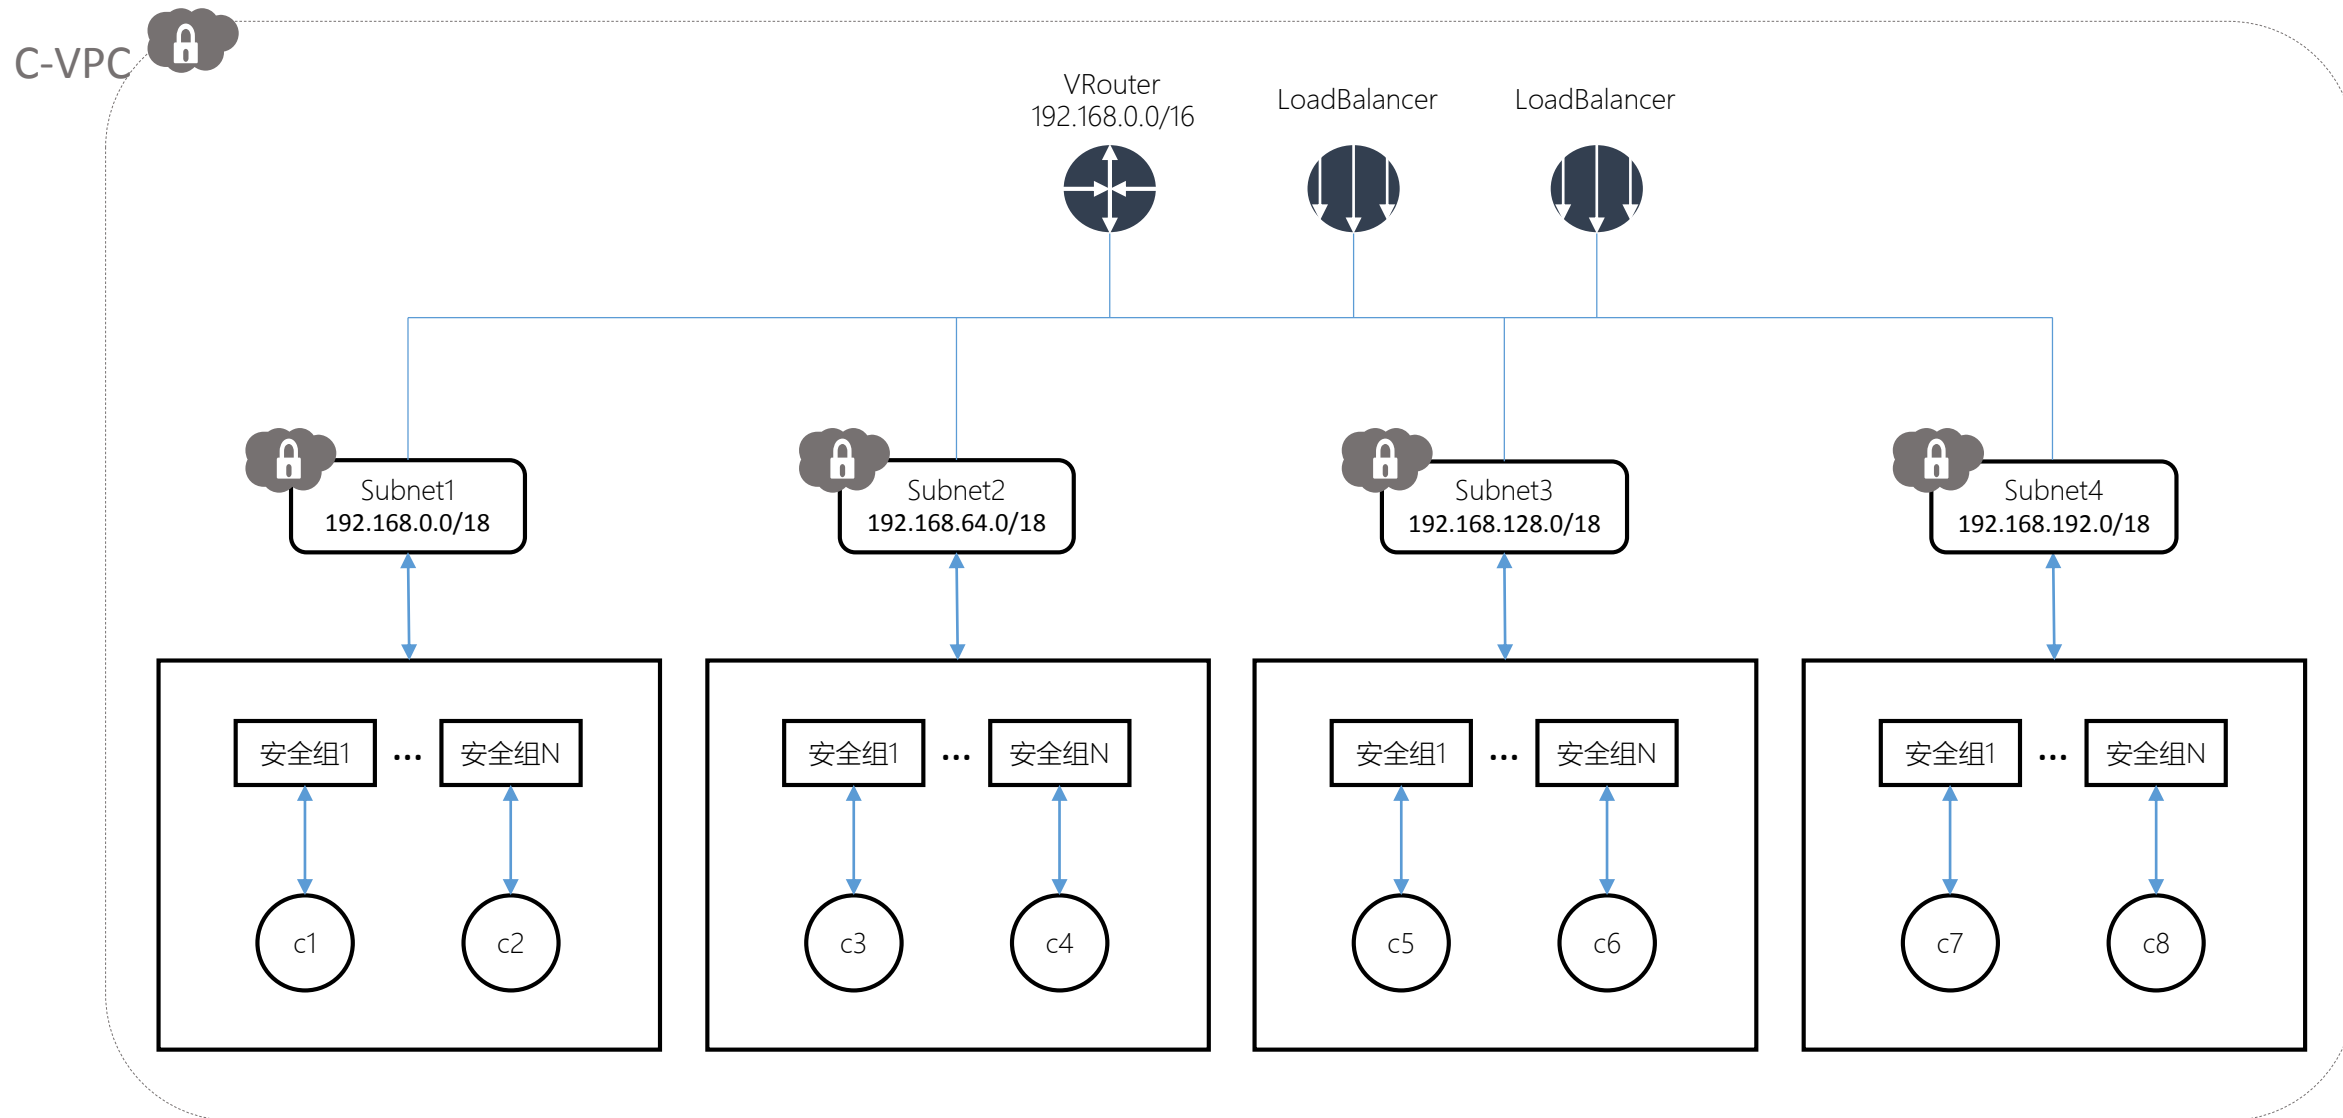 C-VPC
VRouter
192.168.0.0/16
LoadBalancer
LoadBalancer
Subnet1
192.168.0.0/18
Subnet2
192.168.64.0/18
Subnet3
192.168.128.0/18
Subnet4
192.168.192.0/18
安全组1
...
安全组N
安全组1
...
安全组N
安全组1
...
安全组N
安全组1
...
安全组N
c1
c2
c3
c4
c5
c6
c7
c8